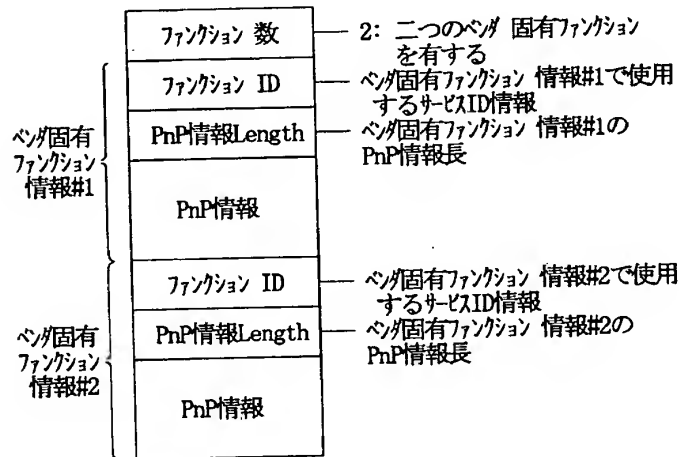 ファンクション 数
2: 二つのベンダ 固有ファンクション
を有する
ファンクション ID
ベンダ固有ファンクション 情報#1で使用
するサービスID情報
ベンダ固有
ファンクション
情報#1
PnP情報Length
ベンダ固有ファンクション 情報#1の
PnP情報長
PnP情報
ファンクション ID
ベンダ固有ファンクション 情報#2で使用
するサービスID情報
ベンダ固有
ファンクション
情報#2
PnP情報Length
ベンダ固有ファンクション 情報#2の
PnP情報長
PnP情報